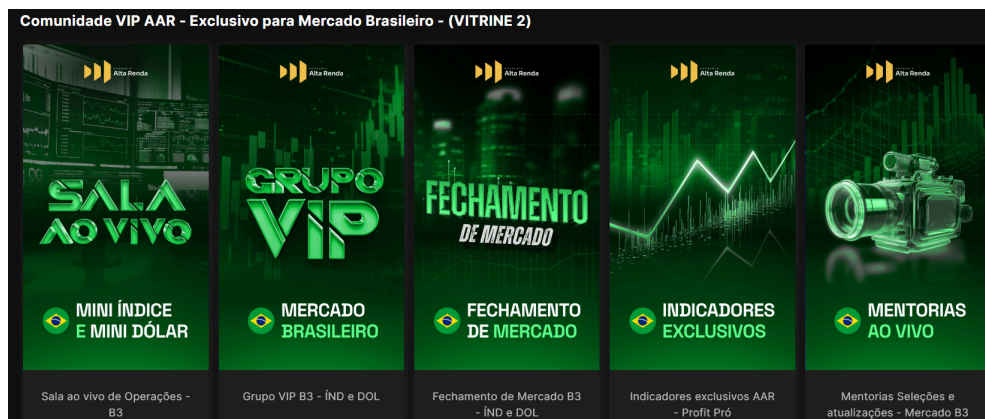 Comunidade VIP AAR - Exclusivo para Mercado Brasileiro - (VITRINE 2)
Alta Renda
SALA
AO VIVO
MINI ÍNDICE
E MINI DÓLAR
Sala ao vivo de Operações -
B3
Alta Renda
GRUPO
VIP
MERCADO
BRASILEIRO
Grupo VIP B3 - ÍND e DOL
Alta Renda
FECHAMENTO
DE MERCADO
FECHAMENTO
DE MERCADO
Fechamento de Mercado B3
- ÍND e DOL
Alta Renda
INDICADORES
EXCLUSIVOS
Indicadores exclusivos AAR
- Profit Pró
Alta Renda
MENTORIAS
AO VIVO
Mentorias Seleções e
atualizações - Mercado B3